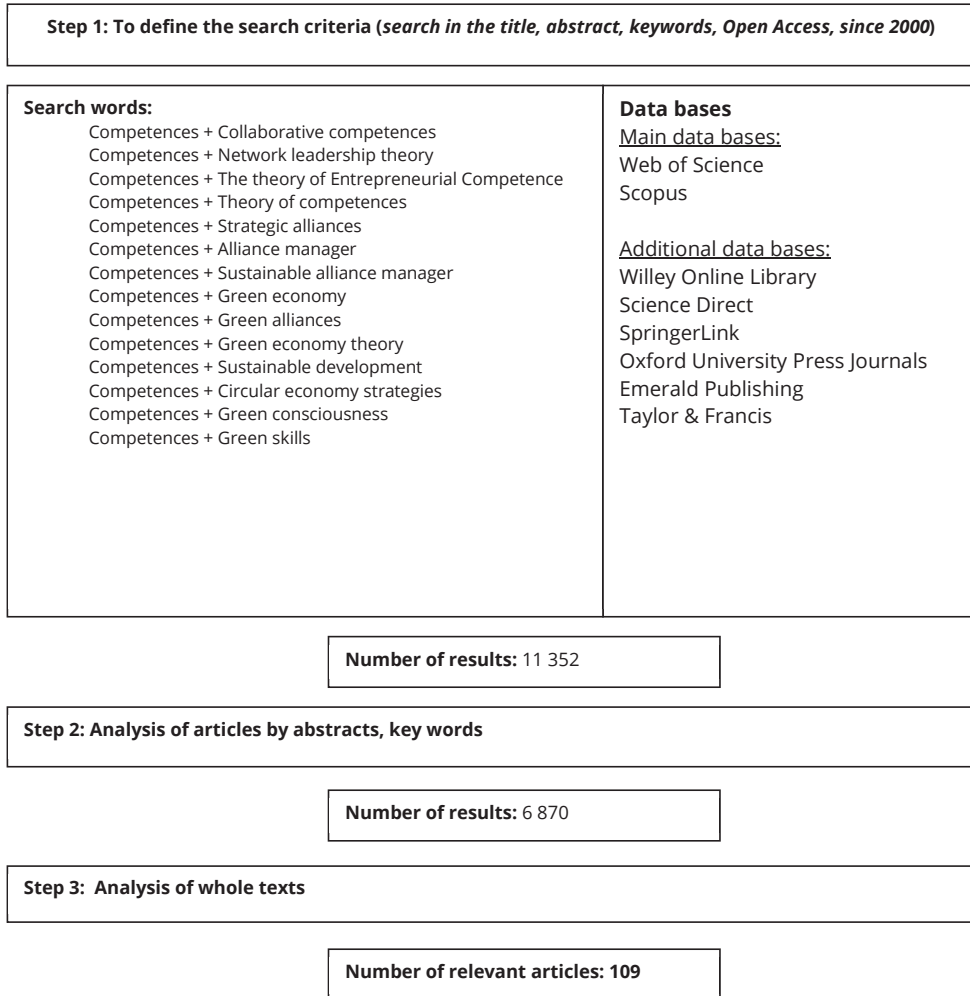 Step 1: To define the search criteria (search in the title, abstract, keywords, Open Access, since 2000)
Search words:
Competences + Collaborative competences
Competences + Network leadership theory
Competences + The theory of Entrepreneurial Competence
Competences + Theory of competences
Competences + Strategic alliances
Competences + Alliance manager
Competences + Sustainable alliance manager
Competences + Green economy
Competences + Green alliances
Competences + Green economy theory
Competences + Sustainable development
Competences + Circular economy strategies
Competences + Green consciousness
Competences + Green skills
Data bases
Main data bases:
Web of Science
Scopus
Additional data bases:
Willey Online Library
Science Direct
SpringerLink
Oxford University Press Journals
Emerald Publishing
Taylor & Francis
Number of results: 11 352
Step 2: Analysis of articles by abstracts, key words
Number of results: 6 870
Step 3: Analysis of whole texts
Number of relevant articles: 109